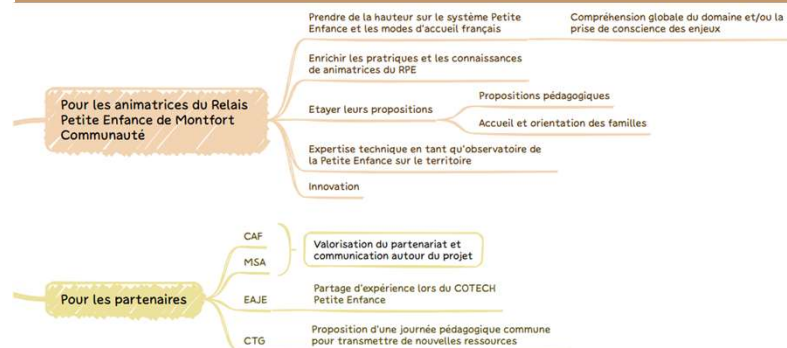 Prendre de la hauteur sur le système Petite
Enfance et les modes d'accueil français
Compréhension globale du domaine et/ou la
prise de conscience des enjeux
Enrichir les pratriques et les connaissances
de animatrices du RPE
Pour les animatrices du Relais
Petite Enfance de Montfort
Communauté
Etayer leurs propositions
Propositions pédagogiques
Accueil et orientation des familles
Expertise technique en tant qu'observatoire de
la Petite Enfance sur le territoire
Innovation
Pour les partenaires
CAF
MSA
Valorisation du partenariat et
communication autour du projet
EAJE
Partage d'expérience lors du COTECH
Petite Enfance
CTG
Proposition d'une journée pédagogique commune
pour transmettre de nouvelles ressources